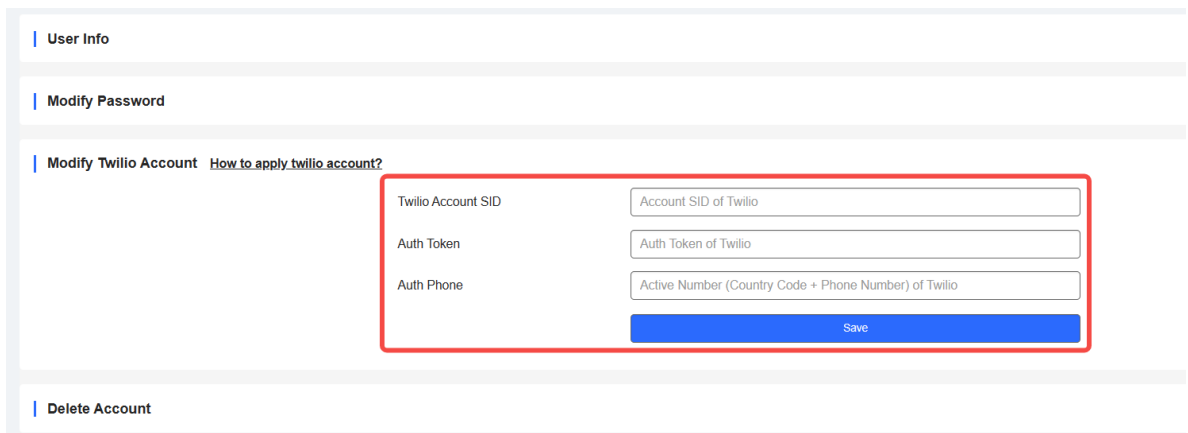 User Info
Modify Password
Modify Twilio Account How to apply twilio account?
Twilio Account SID Account SID of Twilio
Auth Token Auth Token of Twilio
Auth Phone Active Number (Country Code + Phone Number) of Twilio
Save
Delete Account